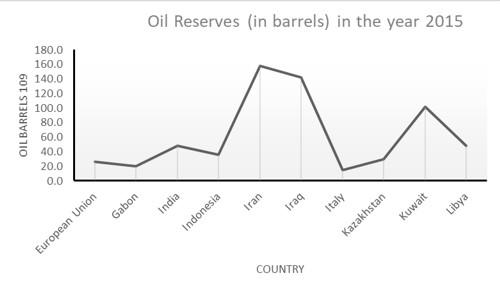 Oil Reserves (in barrels) in the year 2015
180.0
160.0
140.0
120.0
100.0
80.0
60.0
40.0
20.0
0.0
OIL BARRELS 109
European Union
Gabon
India
Indonesia
Iran
Iraq
Italy
Kazakhstan
Kuwait
Libya
COUNTRY